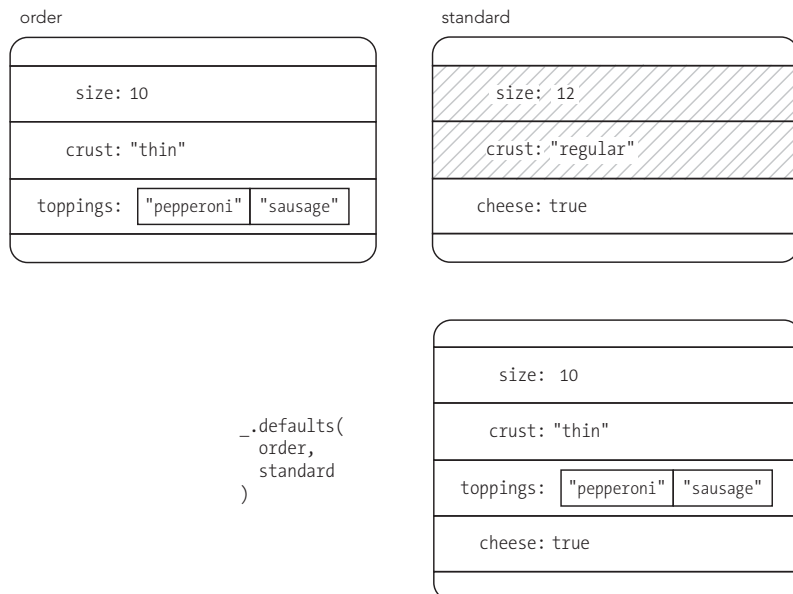 order
size: 10
crust: "thin"
toppings: "pepperoni" "sausage"
standard
size: 12
crust: "regular"
cheese: true
_.defaults(
order,
standard
)
size: 10
crust: "thin"
toppings: "pepperoni" "sausage"
cheese: true